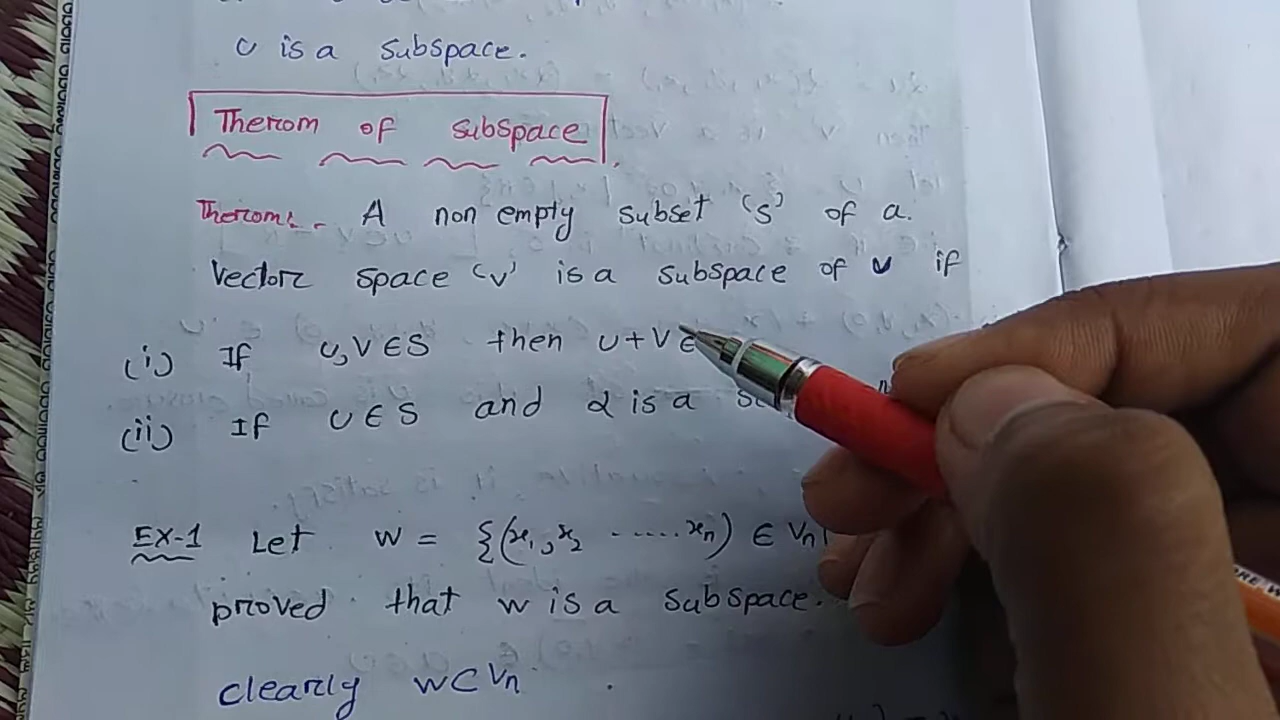 U is a subspace.
Therom of subspace
Therom:- A non empty subset 'S' of a
Vector space 'V' is a subspace of V if
(i) If U,V∈S then U+V∈
(ii) If U∈S and α is a
EX-1 Let W = {(x₁,x₂ ......xₙ) ∈ Vₙ|
proved that W is a subspace.
clearly W⊂Vₙ